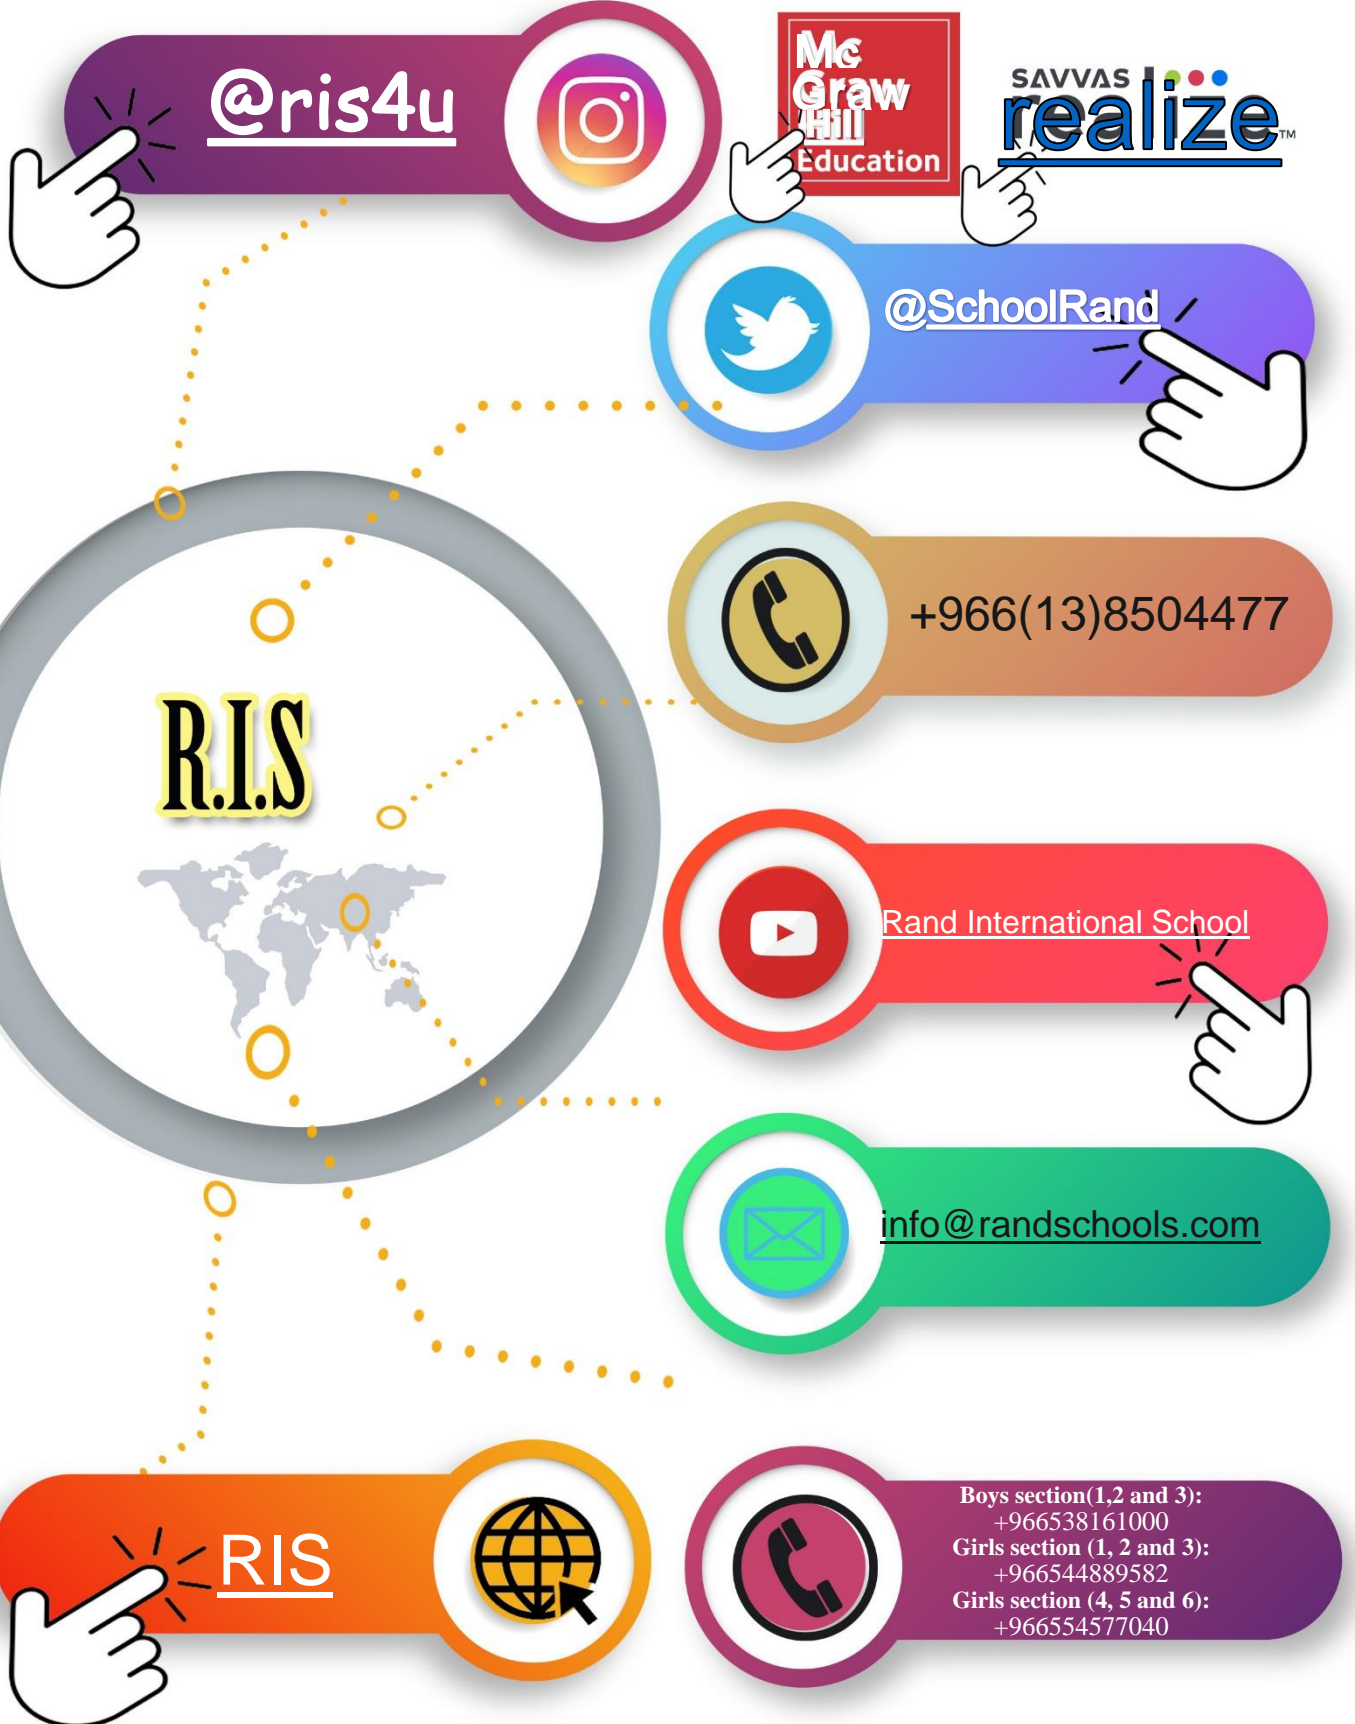 @ris4u
Mc
Graw
Hill
Education
SAVVAS
realize™
@SchoolRand
+966(13)8504477
R.I.S
Rand International School
info@randschools.com
RIS
Boys section(1,2 and 3):
+966538161000
Girls section (1, 2 and 3):
+966544889582
Girls section (4, 5 and 6):
+966554577040